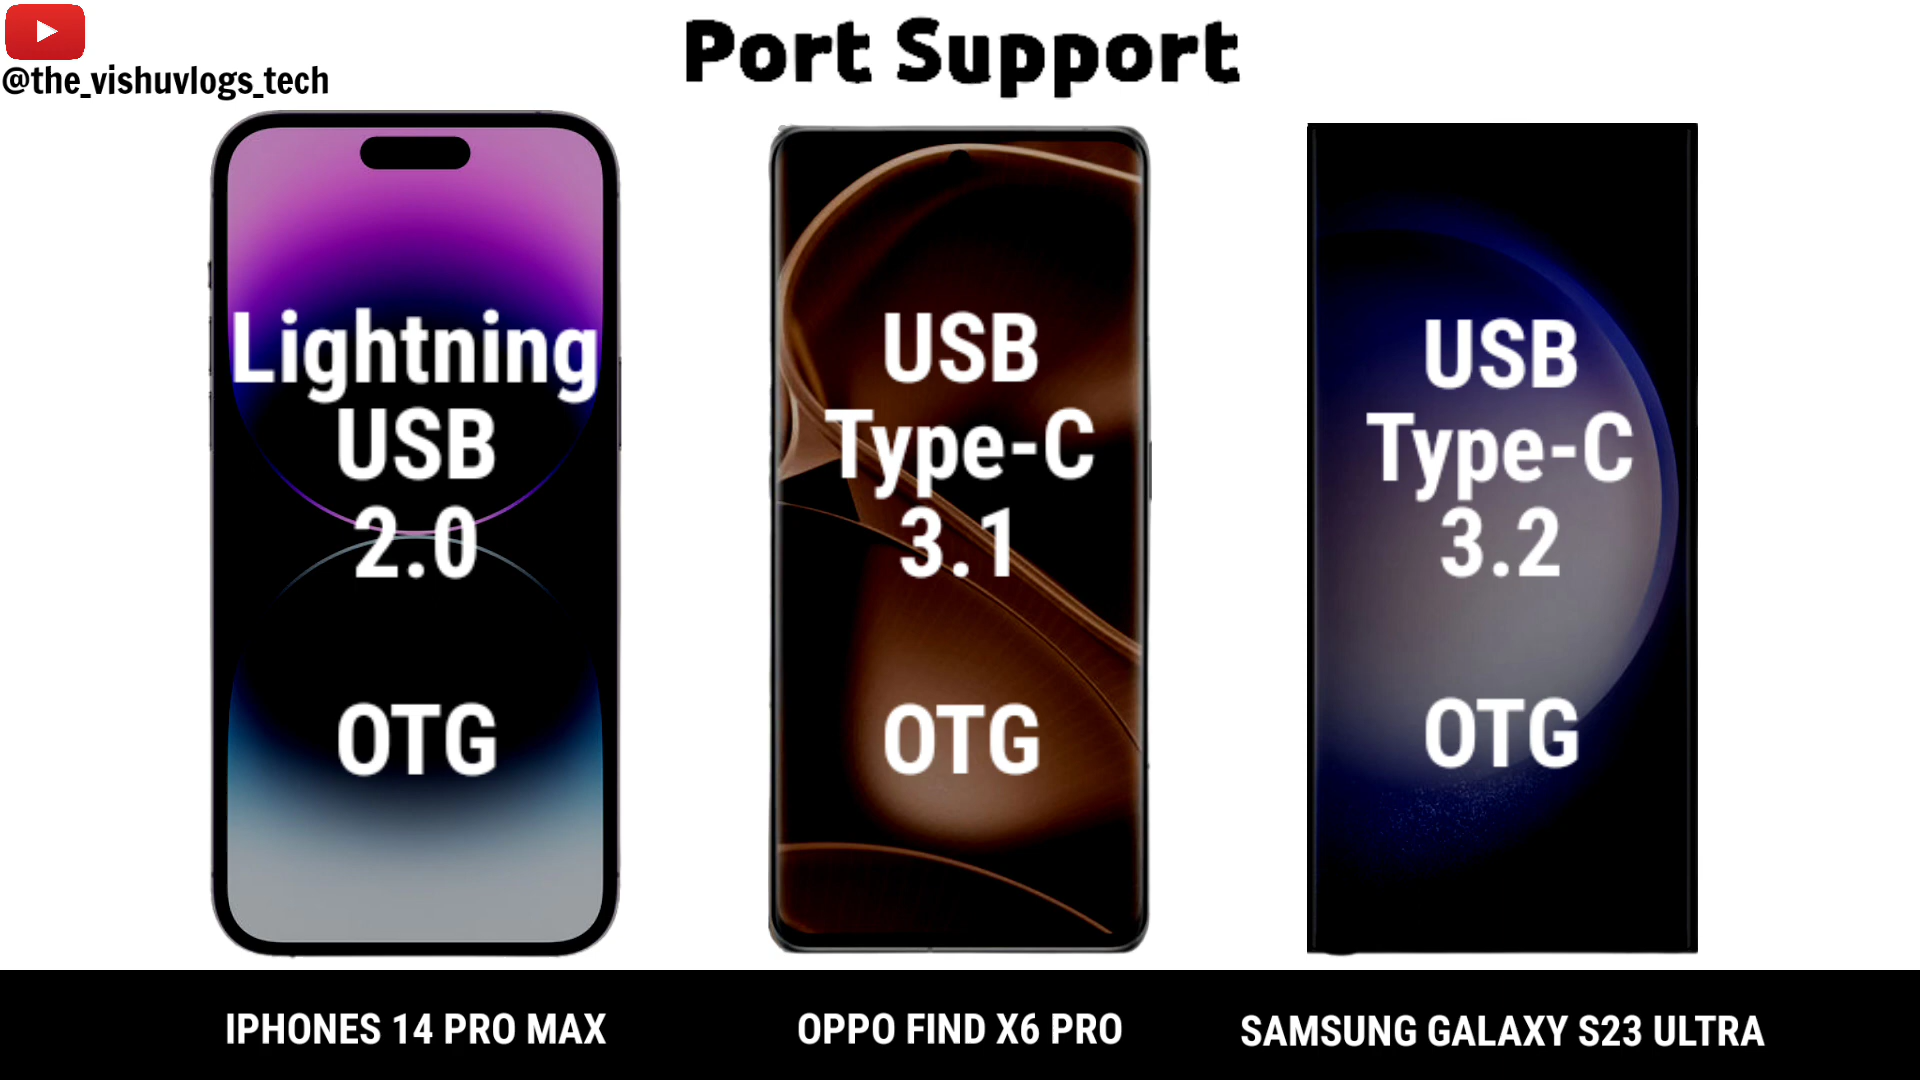 @the_vishuvlogs_tech
Port Support
Lightning
USB
2.0
OTG
USB
Type-C
3.1
OTG
USB
Type-C
3.2
OTG
IPHONES 14 PRO MAX
OPPO FIND X6 PRO
SAMSUNG GALAXY S23 ULTRA